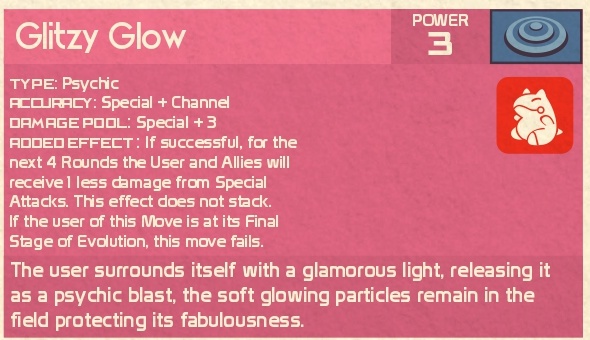 Glitzy Glow
POWER
3
TYPE: Psychic
ACCURACY: Special + Channel
DAMAGE POOL: Special + 3
ADDED EFFECT: If successful, for the
next 4 Rounds the User and Allies will
receive 1 less damage from Special
Attacks. This effect does not stack.
If the user of this Move is at its Final
Stage of Evolution, this move fails.
The user surrounds itself with a glamorous light, releasing it
as a psychic blast, the soft glowing particles remain in the
field protecting its fabulousness.